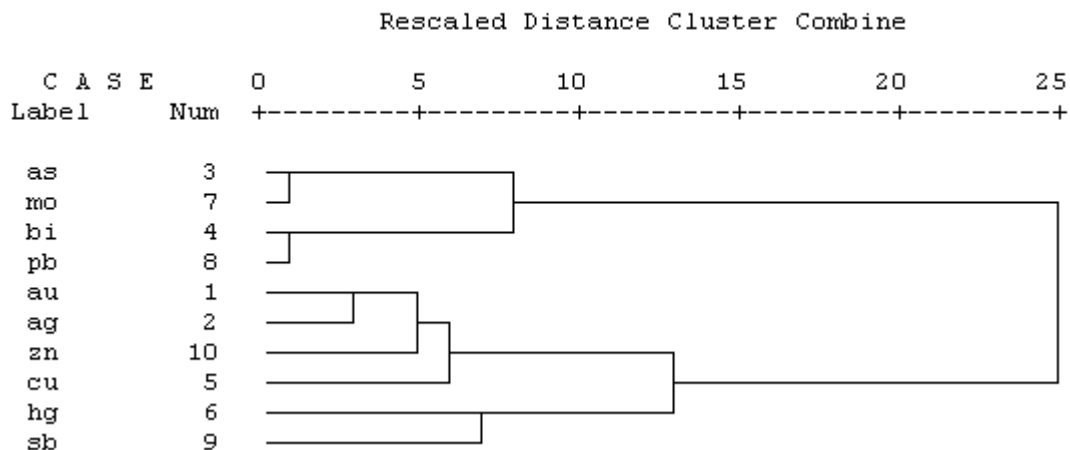 Rescaled Distance Cluster Combine
C A S E 0 5 10 15 20 25
Label Num +---------+---------+---------+---------+---------+
as 3
mo 7
bi 4
pb 8
au 1
ag 2
zn 10
cu 5
hg 6
sb 9